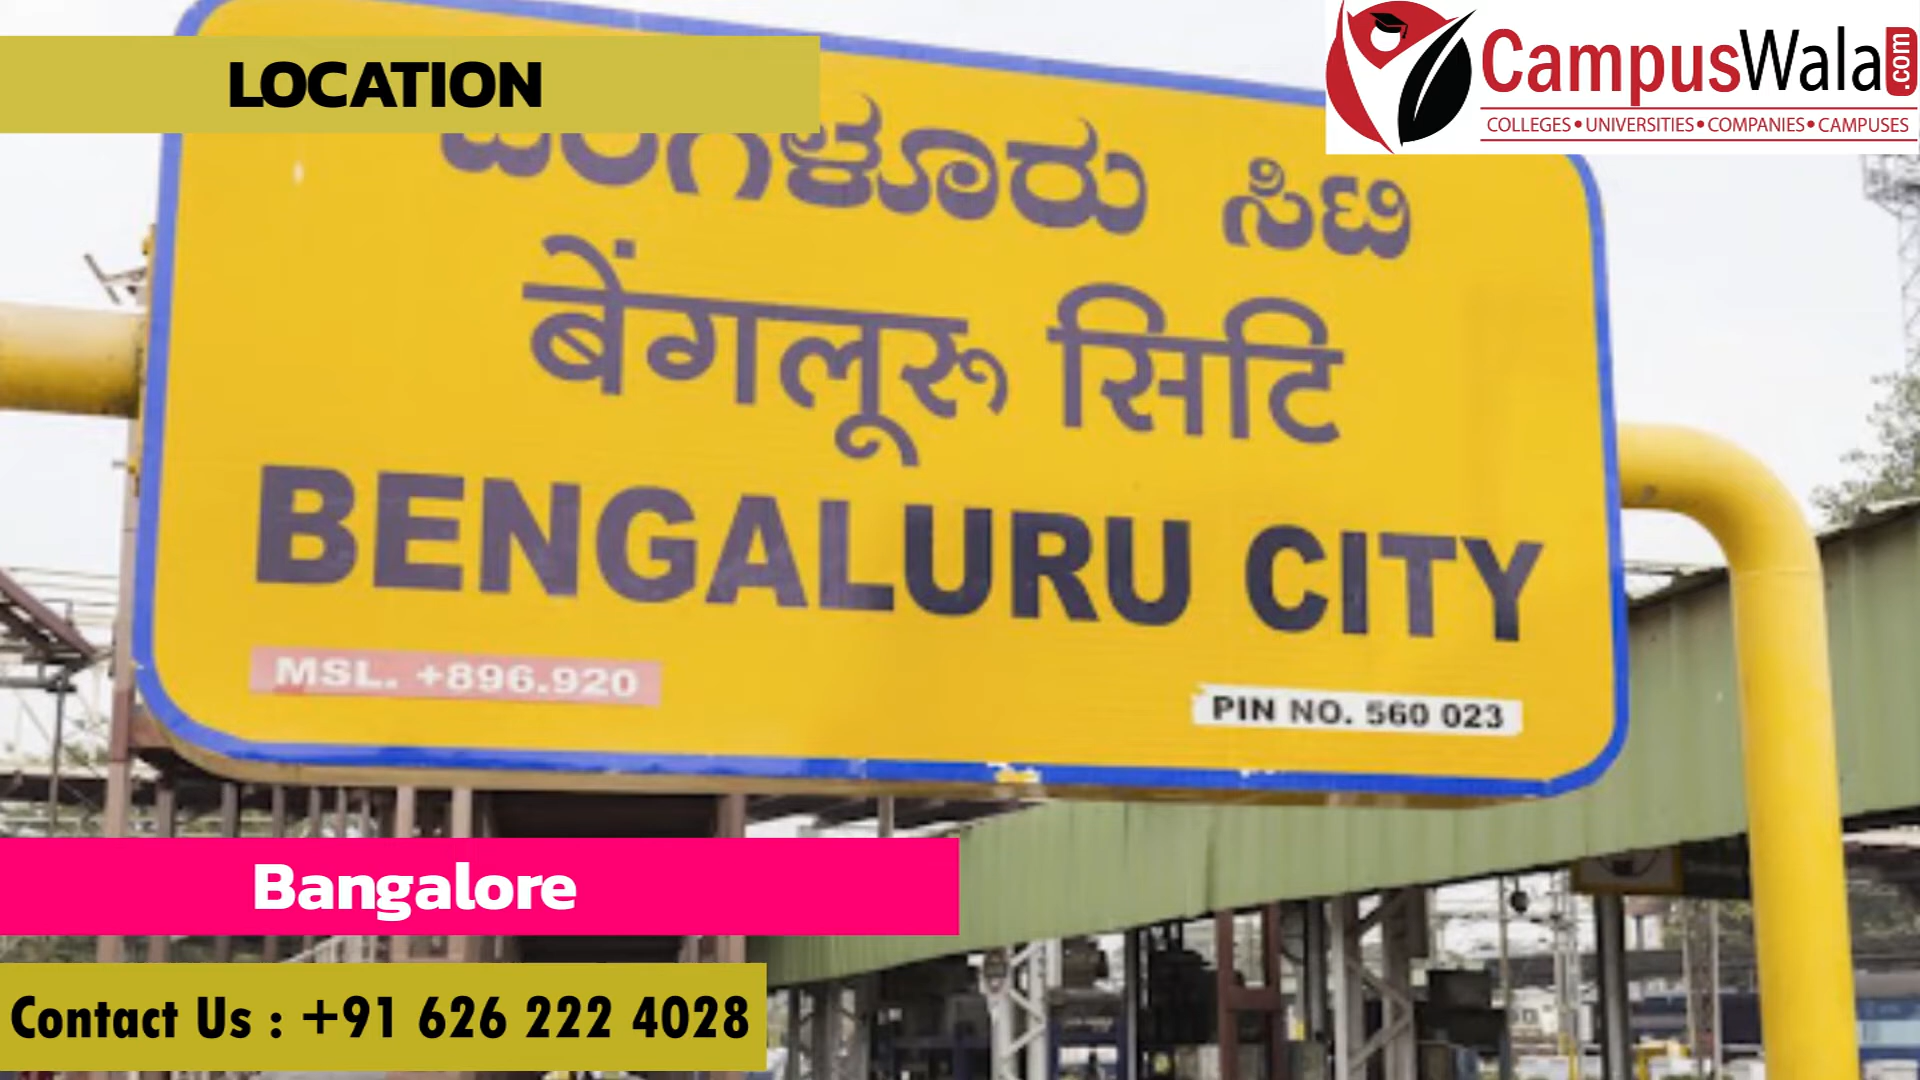 LOCATION
CampusWala.com
COLLEGES•UNIVERSITIES•COMPANIES•CAMPUSES
ಬೆಂಗಳೂರು ಸಿಟಿ
बेंगलूरू सिटि
BENGALURU CITY
MSL. +896.920
PIN NO. 560 023
Bangalore
Contact Us : +91 626 222 4028